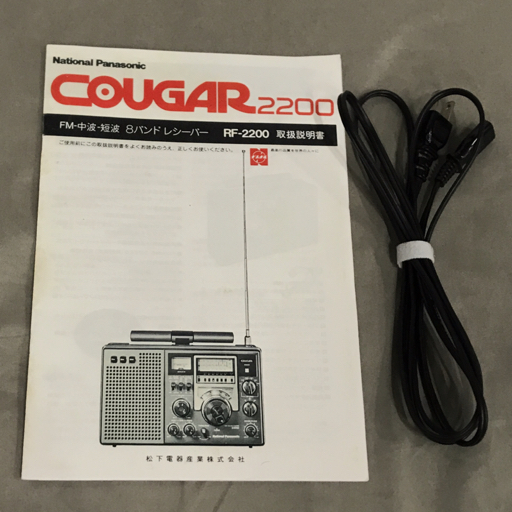 National Panasonic
COUGAR 2200
FM-中波-短波 8バンドレシーバー RF-2200 取扱説明書
ご使用前にこの取扱説明書をよくお読みのうえ、正しくお使いください。
National Panasonic
松下電器産業株式会社